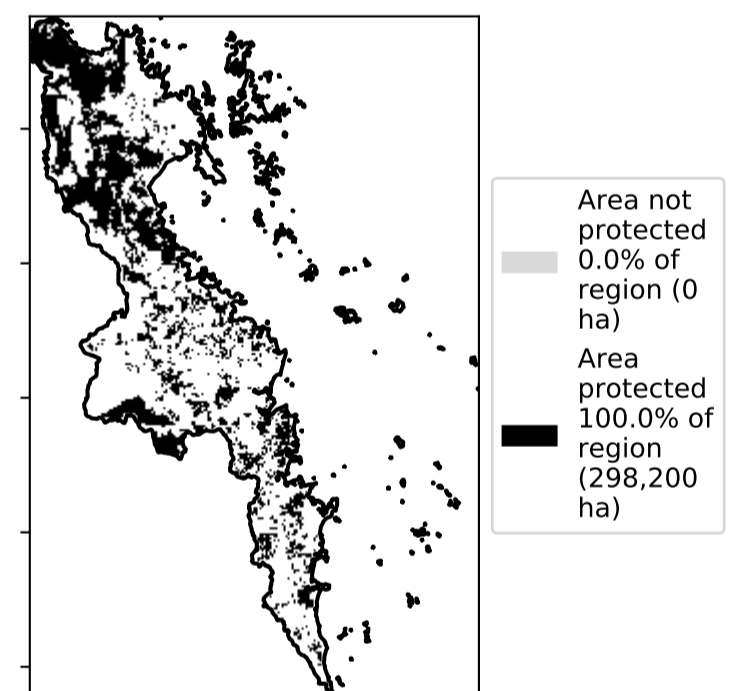 Area not
protected
0.0% of
region (0
ha)
Area
protected
100.0% of
region
(298,200
ha)